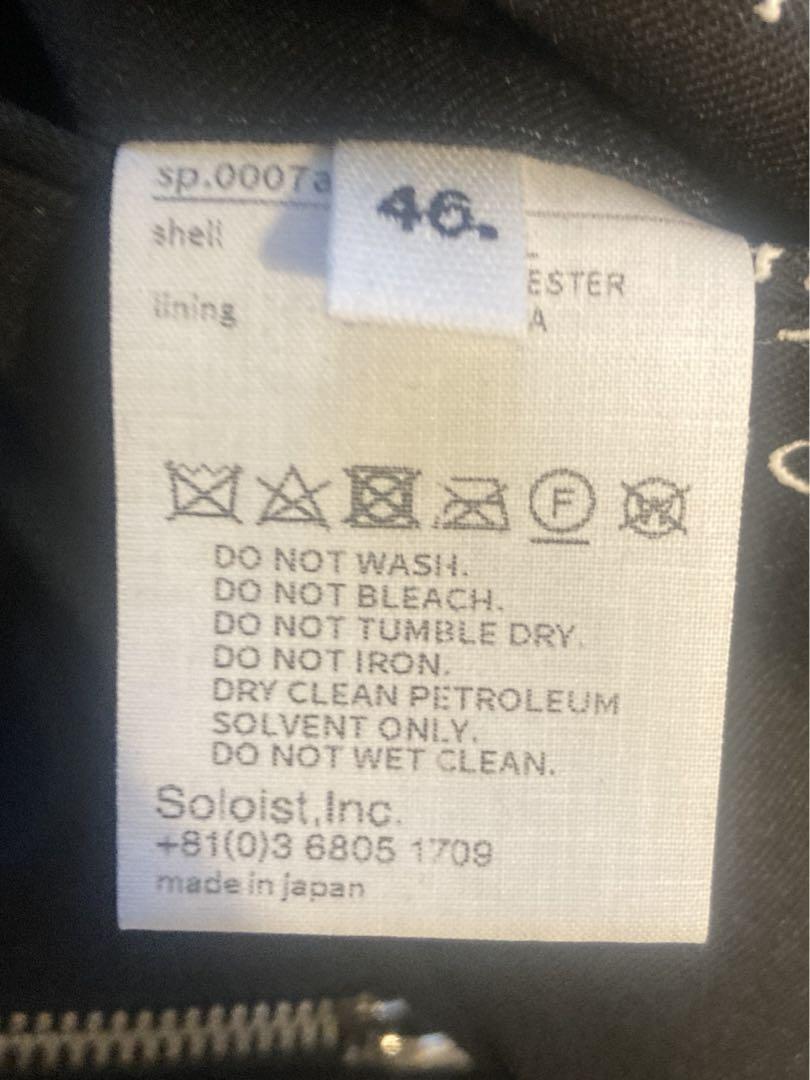 sp.0007a
46.
shell
ESTER
lining
A
F
W
DO NOT WASH.
DO NOT BLEACH.
DO NOT TUMBLE DRY.
DO NOT IRON.
DRY CLEAN PETROLEUM
SOLVENT ONLY.
DO NOT WET CLEAN.
Soloist,Inc.
+81(0)3 6805 1709
made in japan